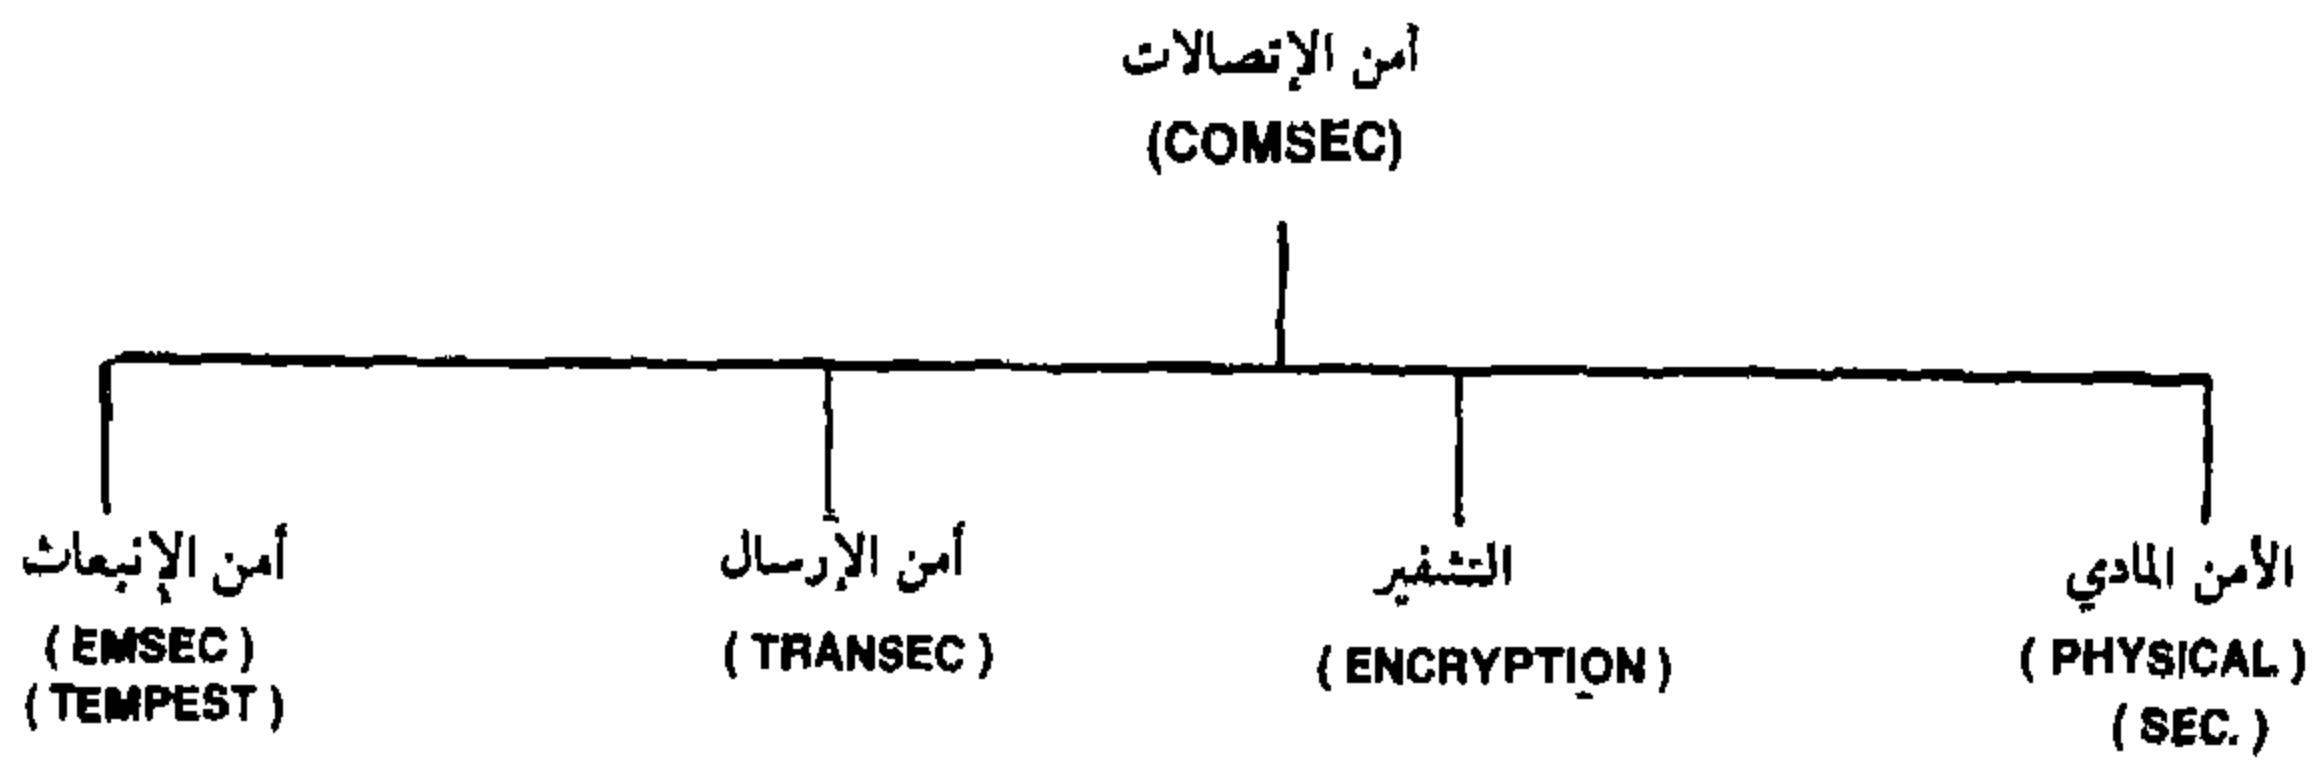 أمن الإتصالات
(COMSEC)
الأمن المادي
( PHYSICAL )
( SEC. )
التشفير
( ENCRYPTION )
أمن الإرسال
( TRANSEC )
أمن الإنبعاث
( EMSEC )
( TEMPEST )